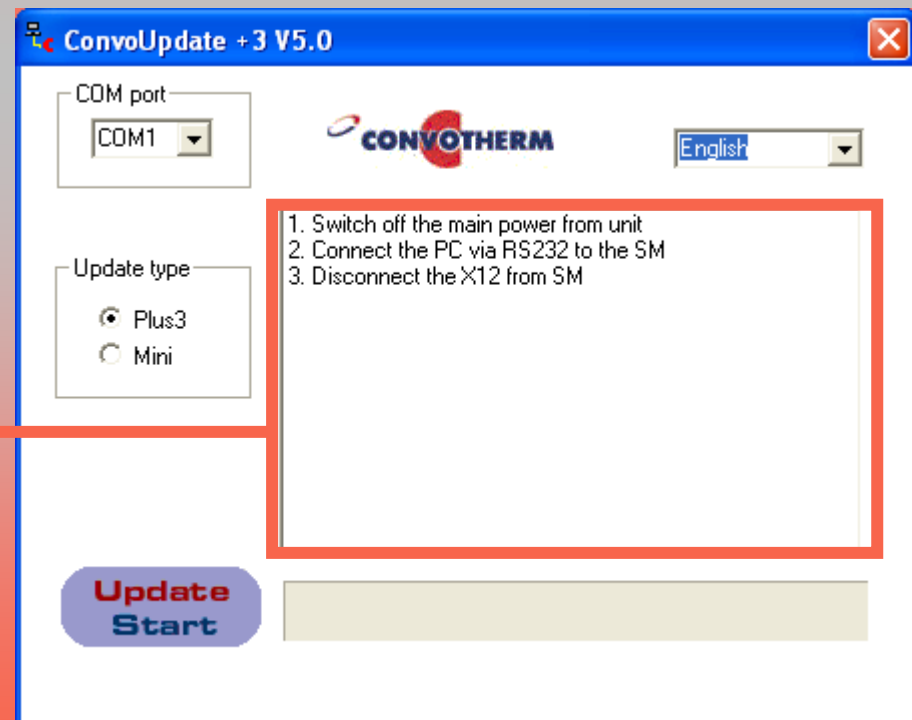 ConvoUpdate +3 V5.0
COM port
COM1
CONVOTHERM
English
1. Switch off the main power from unit
2. Connect the PC via RS232 to the SM
3. Disconnect the X12 from SM
Update type
Plus3
Mini
Update
Start